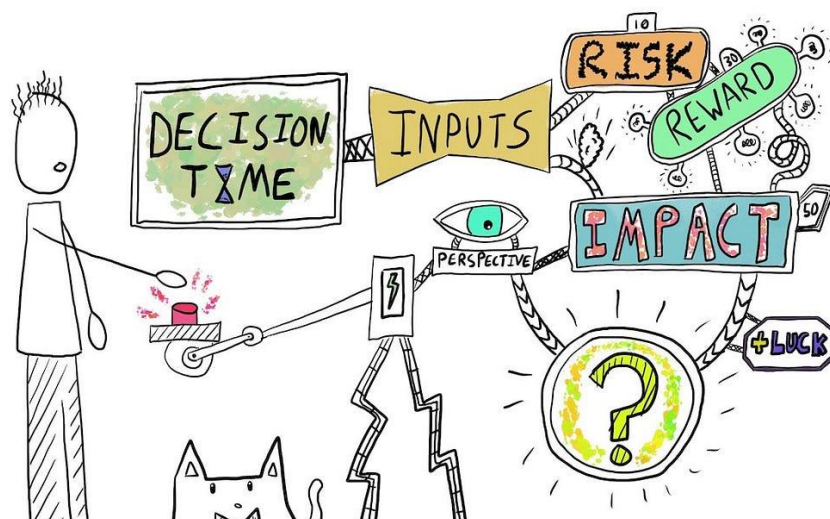 DECISION
TIME
INPUTS
10
RISK
30
REWARD
IMPACT
50
PERSPECTIVE
+LUCK
?